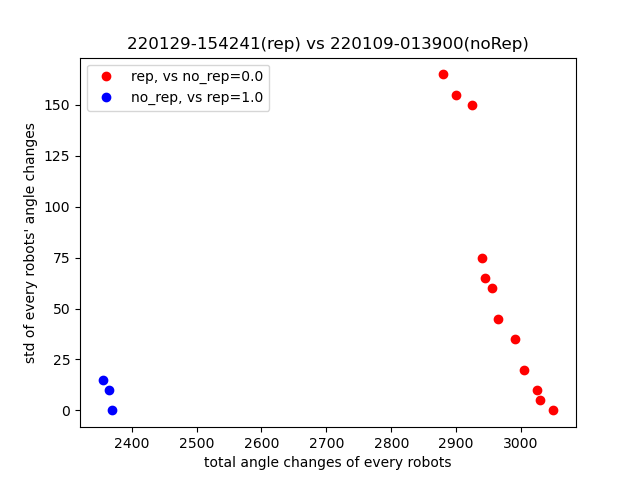 220129-154241(rep) vs 220109-013900(noRep)
rep, vs no_rep=0.0
no_rep, vs rep=1.0
std of every robots' angle changes
150
125
100
75
50
25
0
2400 2500 2600 2700 2800 2900 3000
total angle changes of every robots